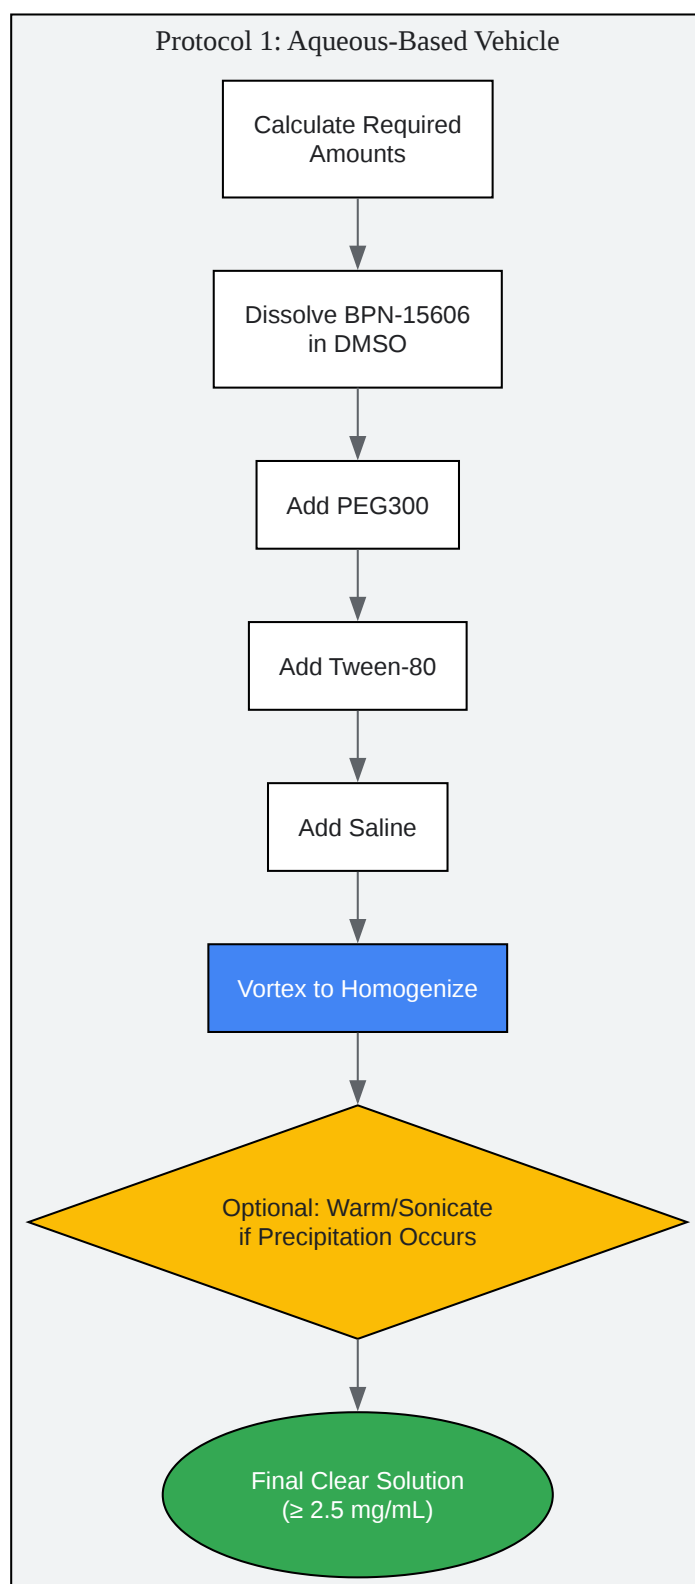 Protocol 1: Aqueous-Based Vehicle
Calculate Required
Amounts
Dissolve BPN-15606
in DMSO
Add PEG300
Add Tween-80
Add Saline
Vortex to Homogenize
Optional: Warm/Sonicate
if Precipitation Occurs
Final Clear Solution
(≥ 2.5 mg/mL)